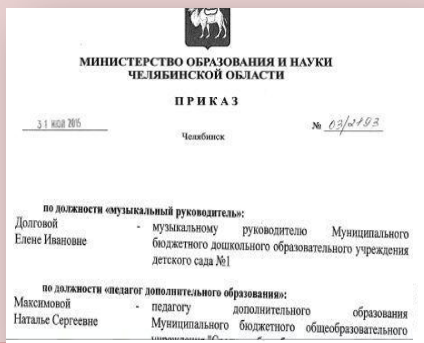 МИНИСТЕРСТВО ОБРАЗОВАНИЯ И НАУКИ
ЧЕЛЯБИНСКОЙ ОБЛАСТИ
ПРИКАЗ
31 ИЮЛ 2015
№ 03/2193
Челябинск
по должности «музыкальный руководитель»:
Долговой - музыкальному руководителю Муниципального
Елене Ивановне бюджетного дошкольного образовательного учреждения
детского сада №1
по должности «педагог дополнительного образования»:
Максимовой - педагогу дополнительного образования
Наталье Сергеевне Муниципального бюджетного общеобразовательного